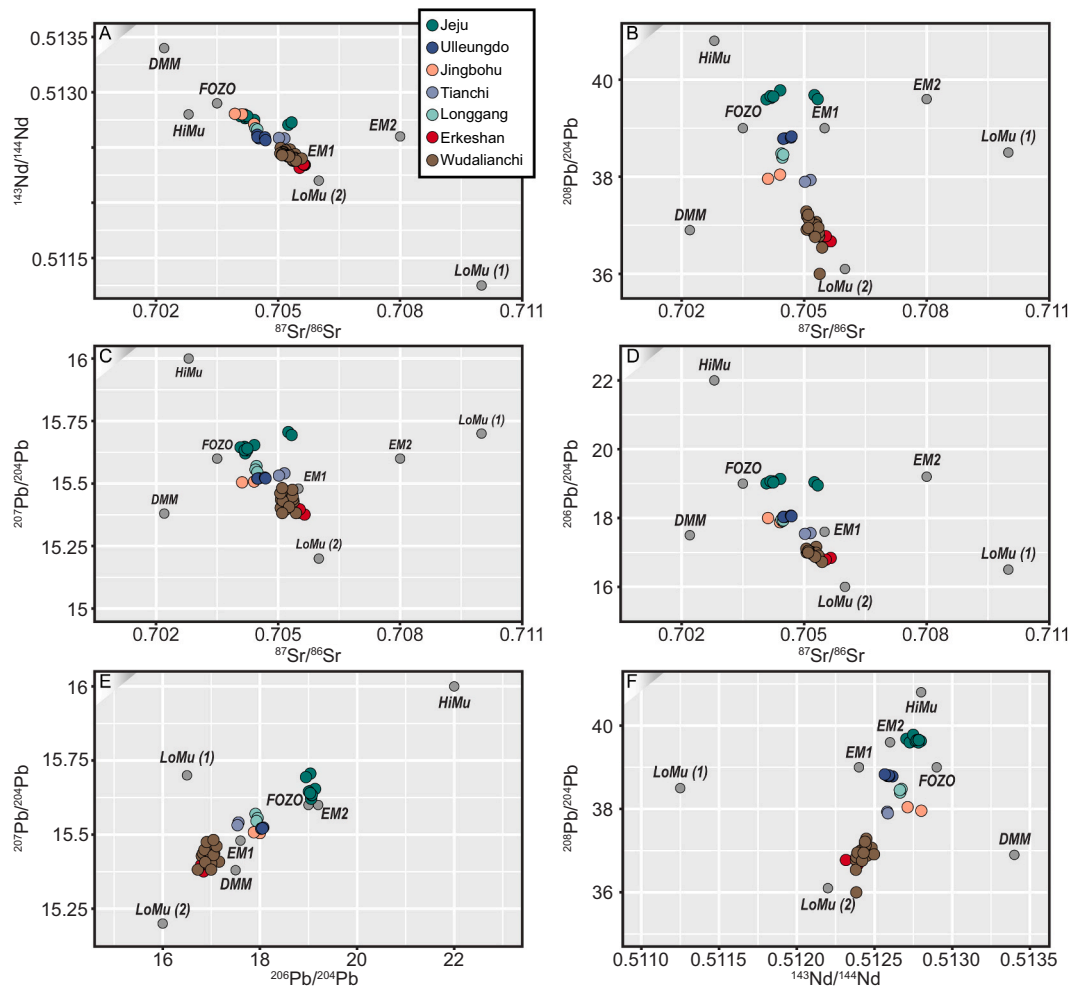 A
0.5135
0.5130
0.5115
¹⁴³Nd/¹⁴⁴Nd
DMM
FOZO
HiMu
EM2
EM1
LoMu (2)
LoMu (1)
0.702
0.705
0.708
0.711
⁸⁷Sr/⁸⁶Sr
Jeju
Ulleungdo
Jingbohu
Tianchi
Longgang
Erkeshan
Wudalianchi
B
40
38
36
²⁰⁸Pb/²⁰⁴Pb
HiMu
EM2
FOZO
EM1
LoMu (1)
DMM
LoMu (2)
0.702
0.705
0.708
0.711
⁸⁷Sr/⁸⁶Sr
C
16
15.75
15.5
15.25
15
²⁰⁷Pb/²⁰⁴Pb
HiMu
LoMu (1)
FOZO
EM2
EM1
DMM
LoMu (2)
0.702
0.705
0.708
0.711
⁸⁷Sr/⁸⁶Sr
D
22
20
18
16
²⁰⁶Pb/²⁰⁴Pb
HiMu
FOZO
EM2
DMM
EM1
LoMu (1)
LoMu (2)
0.702
0.705
0.708
0.711
⁸⁷Sr/⁸⁶Sr
E
16
15.75
15.5
15.25
²⁰⁷Pb/²⁰⁴Pb
HiMu
LoMu (1)
FOZO
EM2
EM1
DMM
LoMu (2)
16
18
20
22
²⁰⁶Pb/²⁰⁴Pb
F
40
38
36
²⁰⁸Pb/²⁰⁴Pb
HiMu
EM2
EM1
FOZO
LoMu (1)
DMM
LoMu (2)
0.5110
0.5115
0.5120
0.5125
0.5130
0.5135
¹⁴³Nd/¹⁴⁴Nd